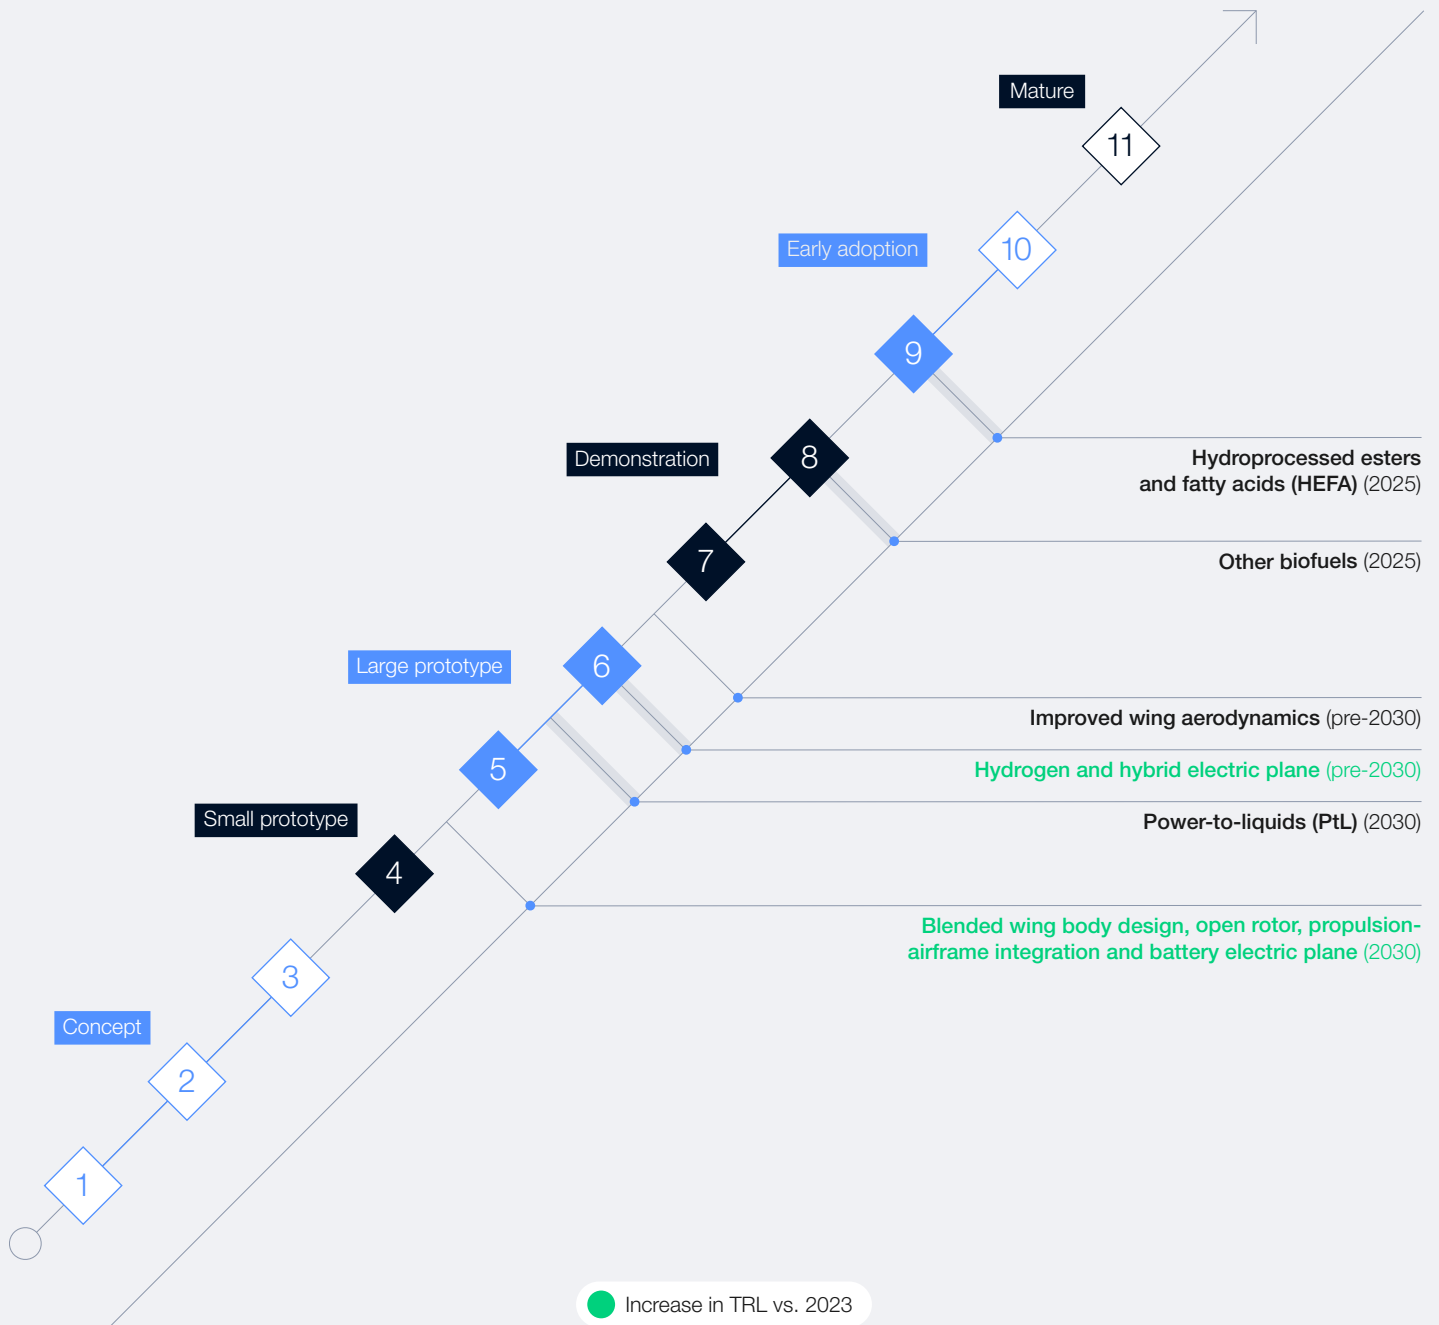 Mature
11
Early adoption
10
9
Hydroprocessed esters
and fatty acids (HEFA) (2025)
Demonstration
8
Other biofuels (2025)
7
Large prototype
6
Improved wing aerodynamics (pre-2030)
Hydrogen and hybrid electric plane (pre-2030)
5
Power-to-liquids (PtL) (2030)
Small prototype
4
Blended wing body design, open rotor, propulsion-
airframe integration and battery electric plane (2030)
3
Concept
2
1
Increase in TRL vs. 2023